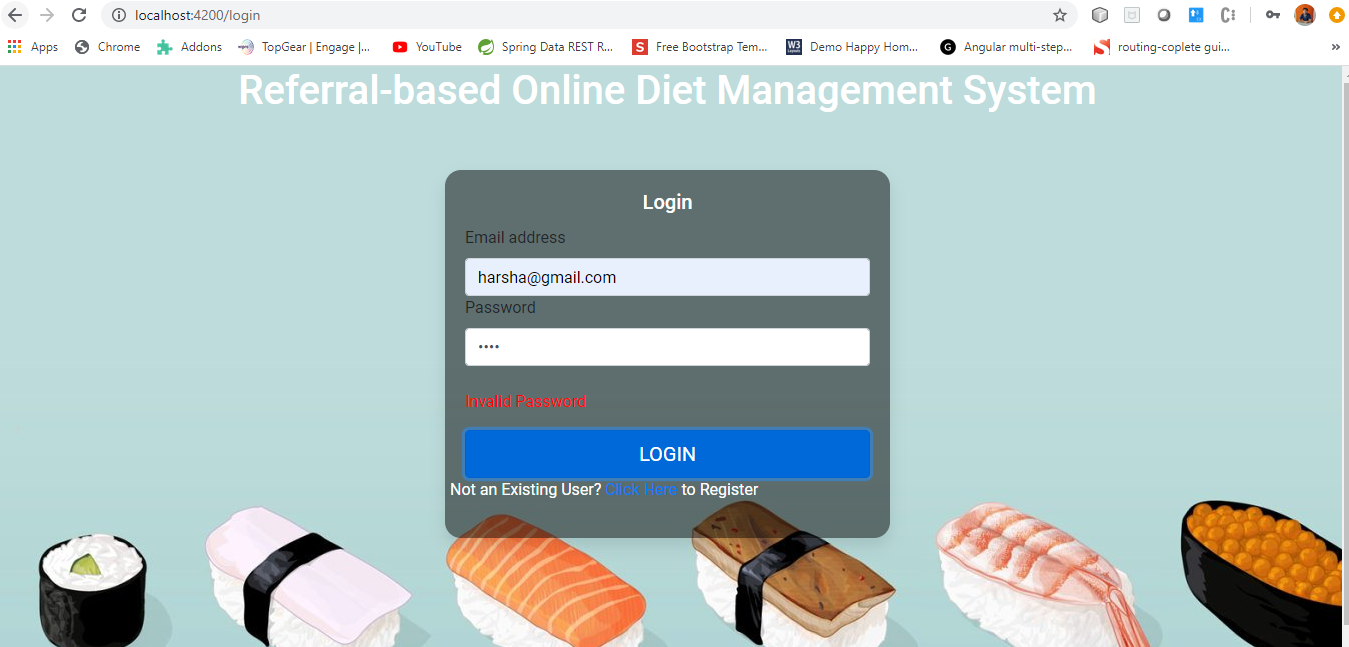 localhost:4200/login
Apps Chrome Addons TopGear | Engage |... YouTube Spring Data REST R... S Free Bootstrap Tem... W3 Demo Happy Hom... G Angular multi-step... routing-coplete gui... »
Referral-based Online Diet Management System
Login
Email address
harsha@gmail.com
Password
••••
Invalid Password
LOGIN
Not an Existing User? Click Here to Register